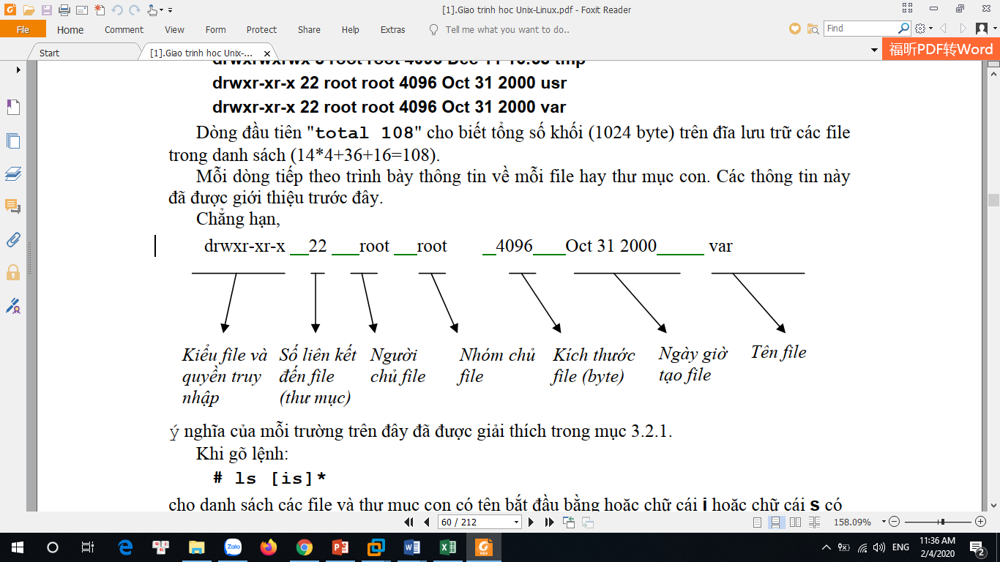 [1].Giao trinh hoc Unix-Linux.pdf - Foxit Reader
File Home Comment View Form Protect Share Help Extras Tell me what you want to do.. Find
Start [1].Giao trinh hoc Unix-... 福昕PDF转Word
drwxr-xr-x 22 root root 4096 Oct 31 2000 usr
drwxr-xr-x 22 root root 4096 Oct 31 2000 var
Dòng đầu tiên "total 108" cho biết tổng số khối (1024 byte) trên đĩa lưu trữ các file
trong danh sách (14*4+36+16=108).
Mỗi dòng tiếp theo trình bày thông tin về mỗi file hay thư mục con. Các thông tin này
đã được giới thiệu trước đây.
Chẳng hạn,
drwxr-xr-x 22 root root 4096 Oct 31 2000 var
Kiểu file và quyền truy nhập
Số liên kết đến file (thư mục)
Người chủ file
Nhóm chủ file
Kích thước file (byte)
Ngày giờ tạo file
Tên file
ý nghĩa của mỗi trường trên đây đã được giải thích trong mục 3.2.1.
Khi gõ lệnh:
# ls [is]*
cho danh sách các file và thư mục con có tên bắt đầu bằng hoặc chữ cái i hoặc chữ cái s có
60 / 212 158.09%
Zalo ENG 11:36 AM
2/4/2020 2